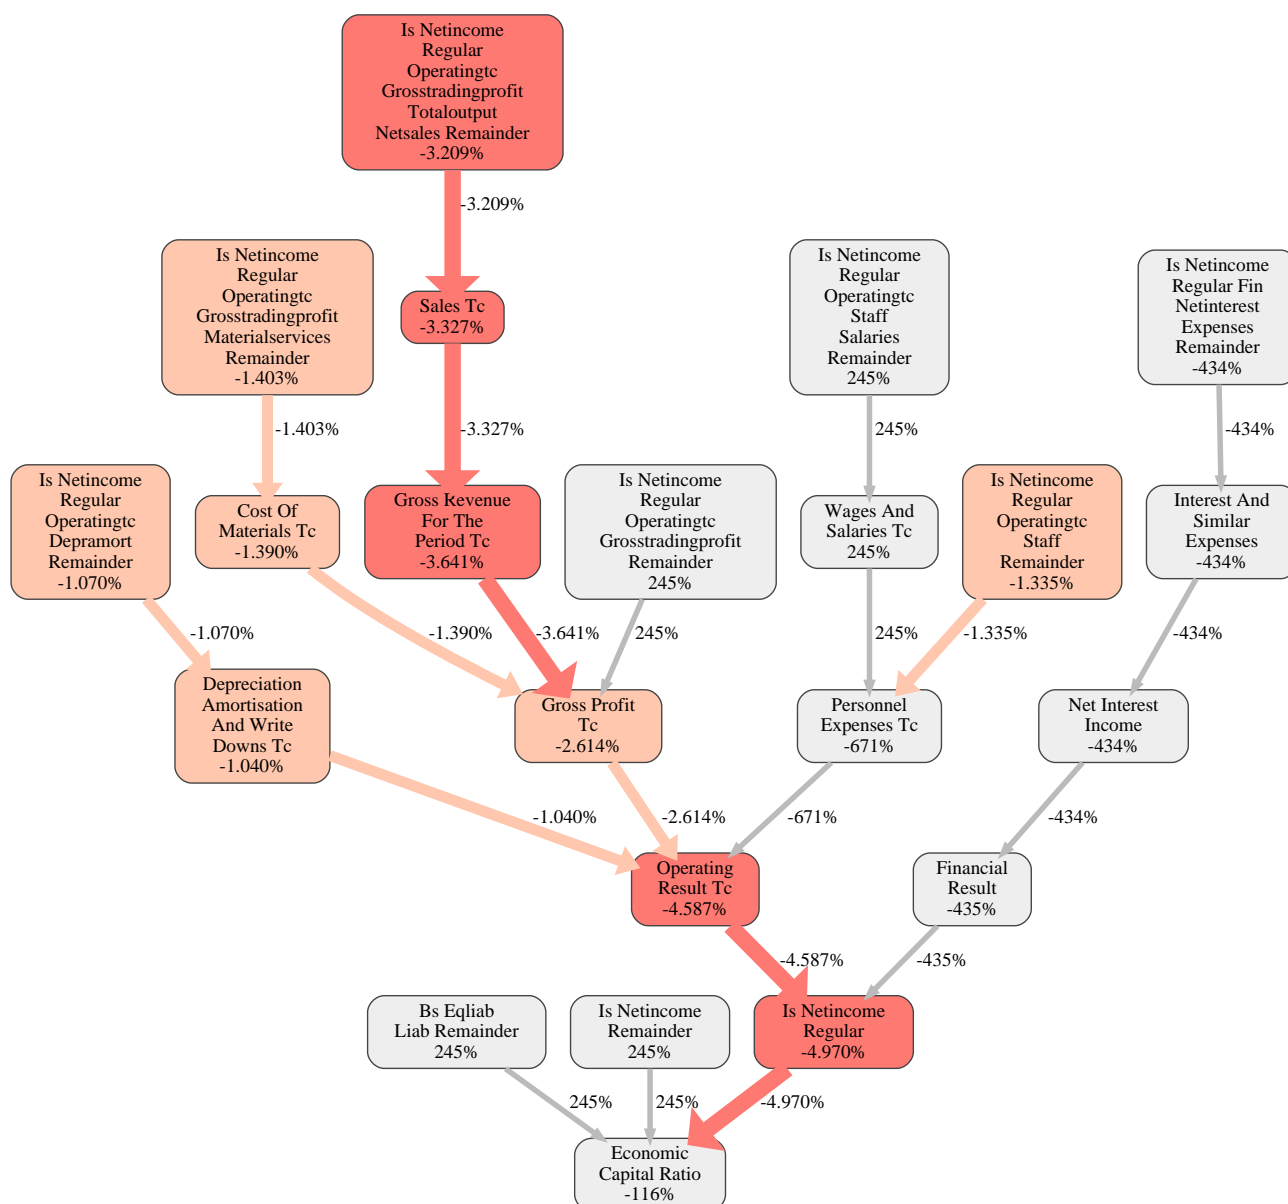 Is Netincome
Regular
Operatingtc
Grosstradingprofit
Totaloutput
Netsales Remainder
-3.209%
-3.209%
Is Netincome
Regular
Operatingtc
Grosstradingprofit
Materialservices
Remainder
-1.403%
Sales Tc
-3.327%
Is Netincome
Regular
Operatingtc
Staff
Salaries
Remainder
245%
Is Netincome
Regular Fin
Netinterest
Expenses
Remainder
-434%
-1.403%
-3.327%
245%
-434%
Is Netincome
Regular
Operatingtc
Depramort
Remainder
-1.070%
Cost Of
Materials Tc
-1.390%
Gross Revenue
For The
Period Tc
-3.641%
Is Netincome
Regular
Operatingtc
Grosstradingprofit
Remainder
245%
Wages And
Salaries Tc
245%
Is Netincome
Regular
Operatingtc
Staff
Remainder
-1.335%
Interest And
Similar
Expenses
-434%
-1.070%
-1.390%
-3.641%
245%
245%
-1.335%
-434%
Depreciation
Amortisation
And Write
Downs Tc
-1.040%
Gross Profit
Tc
-2.614%
Personnel
Expenses Tc
-671%
Net Interest
Income
-434%
-1.040%
-2.614%
-671%
-434%
Operating
Result Tc
-4.587%
Financial
Result
-435%
-4.587%
-435%
Bs Eqliab
Liab Remainder
245%
Is Netincome
Remainder
245%
Is Netincome
Regular
-4.970%
245%
245%
-4.970%
Economic
Capital Ratio
-116%